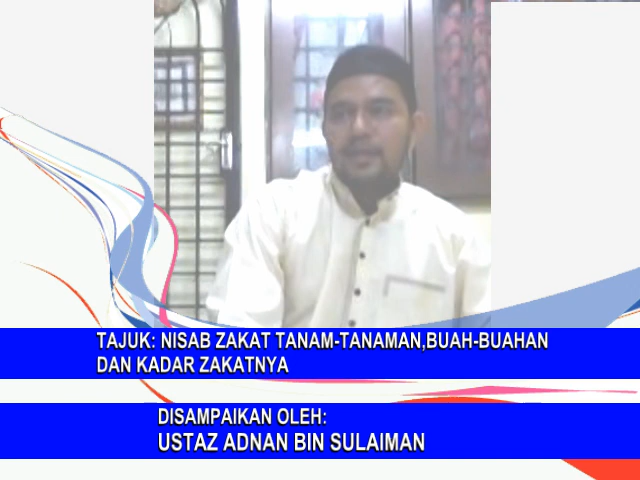 TAJUK: NISAB ZAKAT TANAM-TANAMAN,BUAH-BUAHAN
DAN KADAR ZAKATNYA
DISAMPAIKAN OLEH:
USTAZ ADNAN BIN SULAIMAN